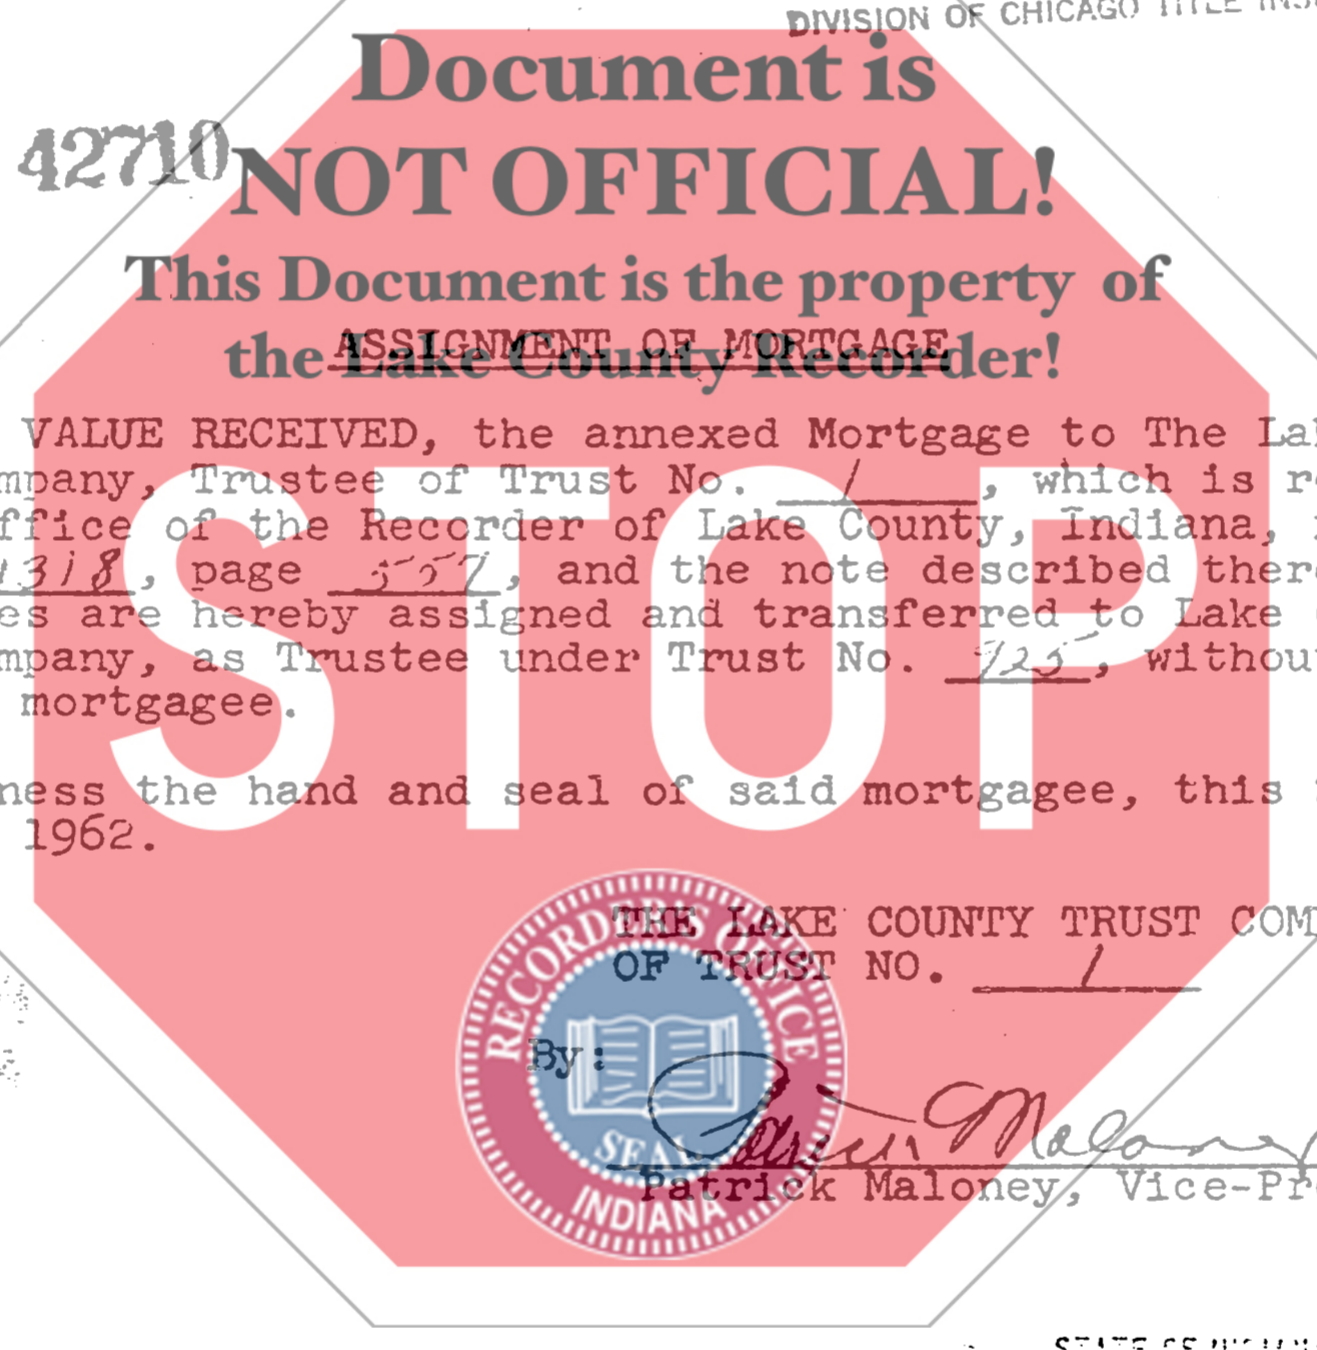 DIVISION OF CHICAGO TITLE INS
Document is
42710
NOT OFFICIAL!
This Document is the property of
the Lake County Recorder!
ASSIGNMENT OF MORTGAGE
VALUE RECEIVED, the annexed Mortgage to The La
mpany, Trustee of Trust No. 1, which is r
ffice of the Recorder of Lake County, Indiana,
1318, page 557, and the note described ther
es are hereby assigned and transferred to Lake
mpany, as Trustee under Trust No. 925, withou
mortgagee.
STOP
ness the hand and seal of said mortgagee, this
1962.
THE LAKE COUNTY TRUST COM
OF TRUST NO. 1
RECORDER'S OFFICE
By:
SEAL
INDIANA
Patrick Maloney
Patrick Maloney, Vice-Pr